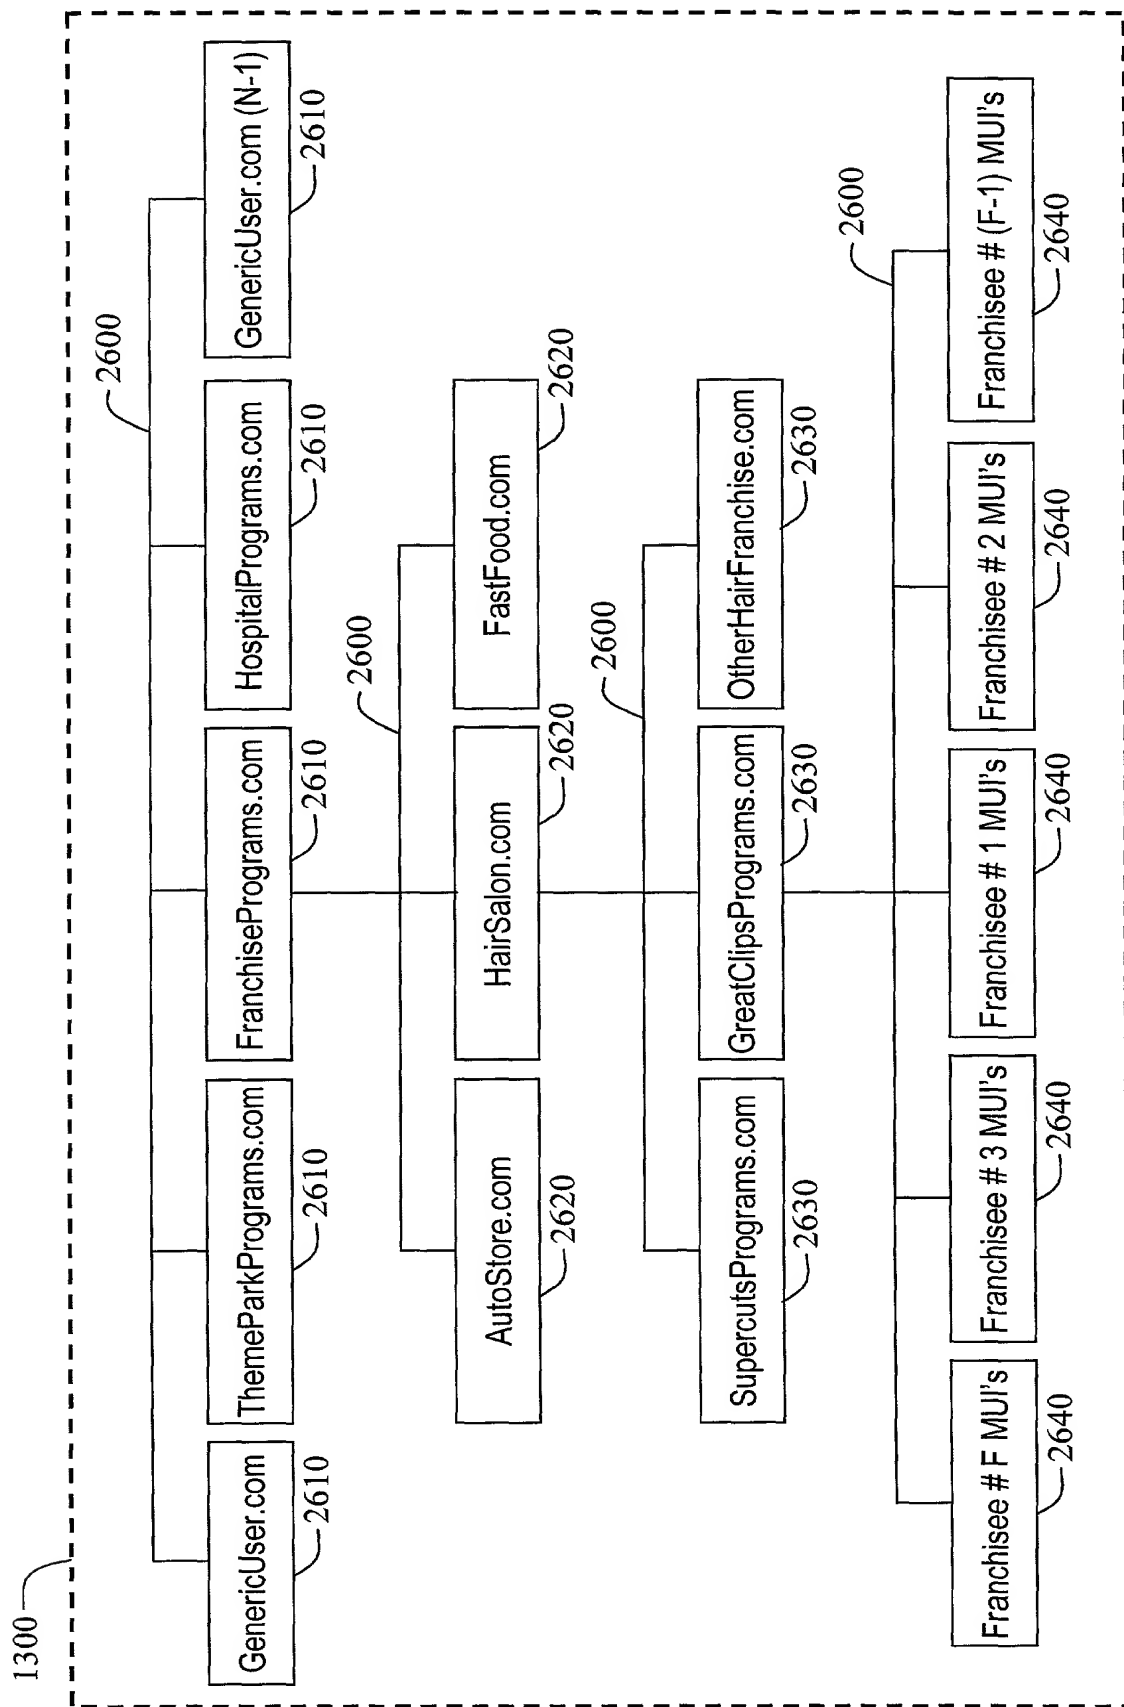 1300
2600
GenericUser.com
2610
ThemeParkPrograms.com
2610
FranchisePrograms.com
2610
HospitalPrograms.com
2610
GenericUser.com (N-1)
2610
2600
AutoStore.com
2620
HairSalon.com
2620
FastFood.com
2620
2600
SupercutsPrograms.com
2630
GreatClipsPrograms.com
2630
OtherHairFranchise.com
2630
2600
Franchisee # F MUI's
2640
Franchisee # 3 MUI's
2640
Franchisee # 1 MUI's
2640
Franchisee # 2 MUI's
2640
Franchisee # (F-1) MUI's
2640